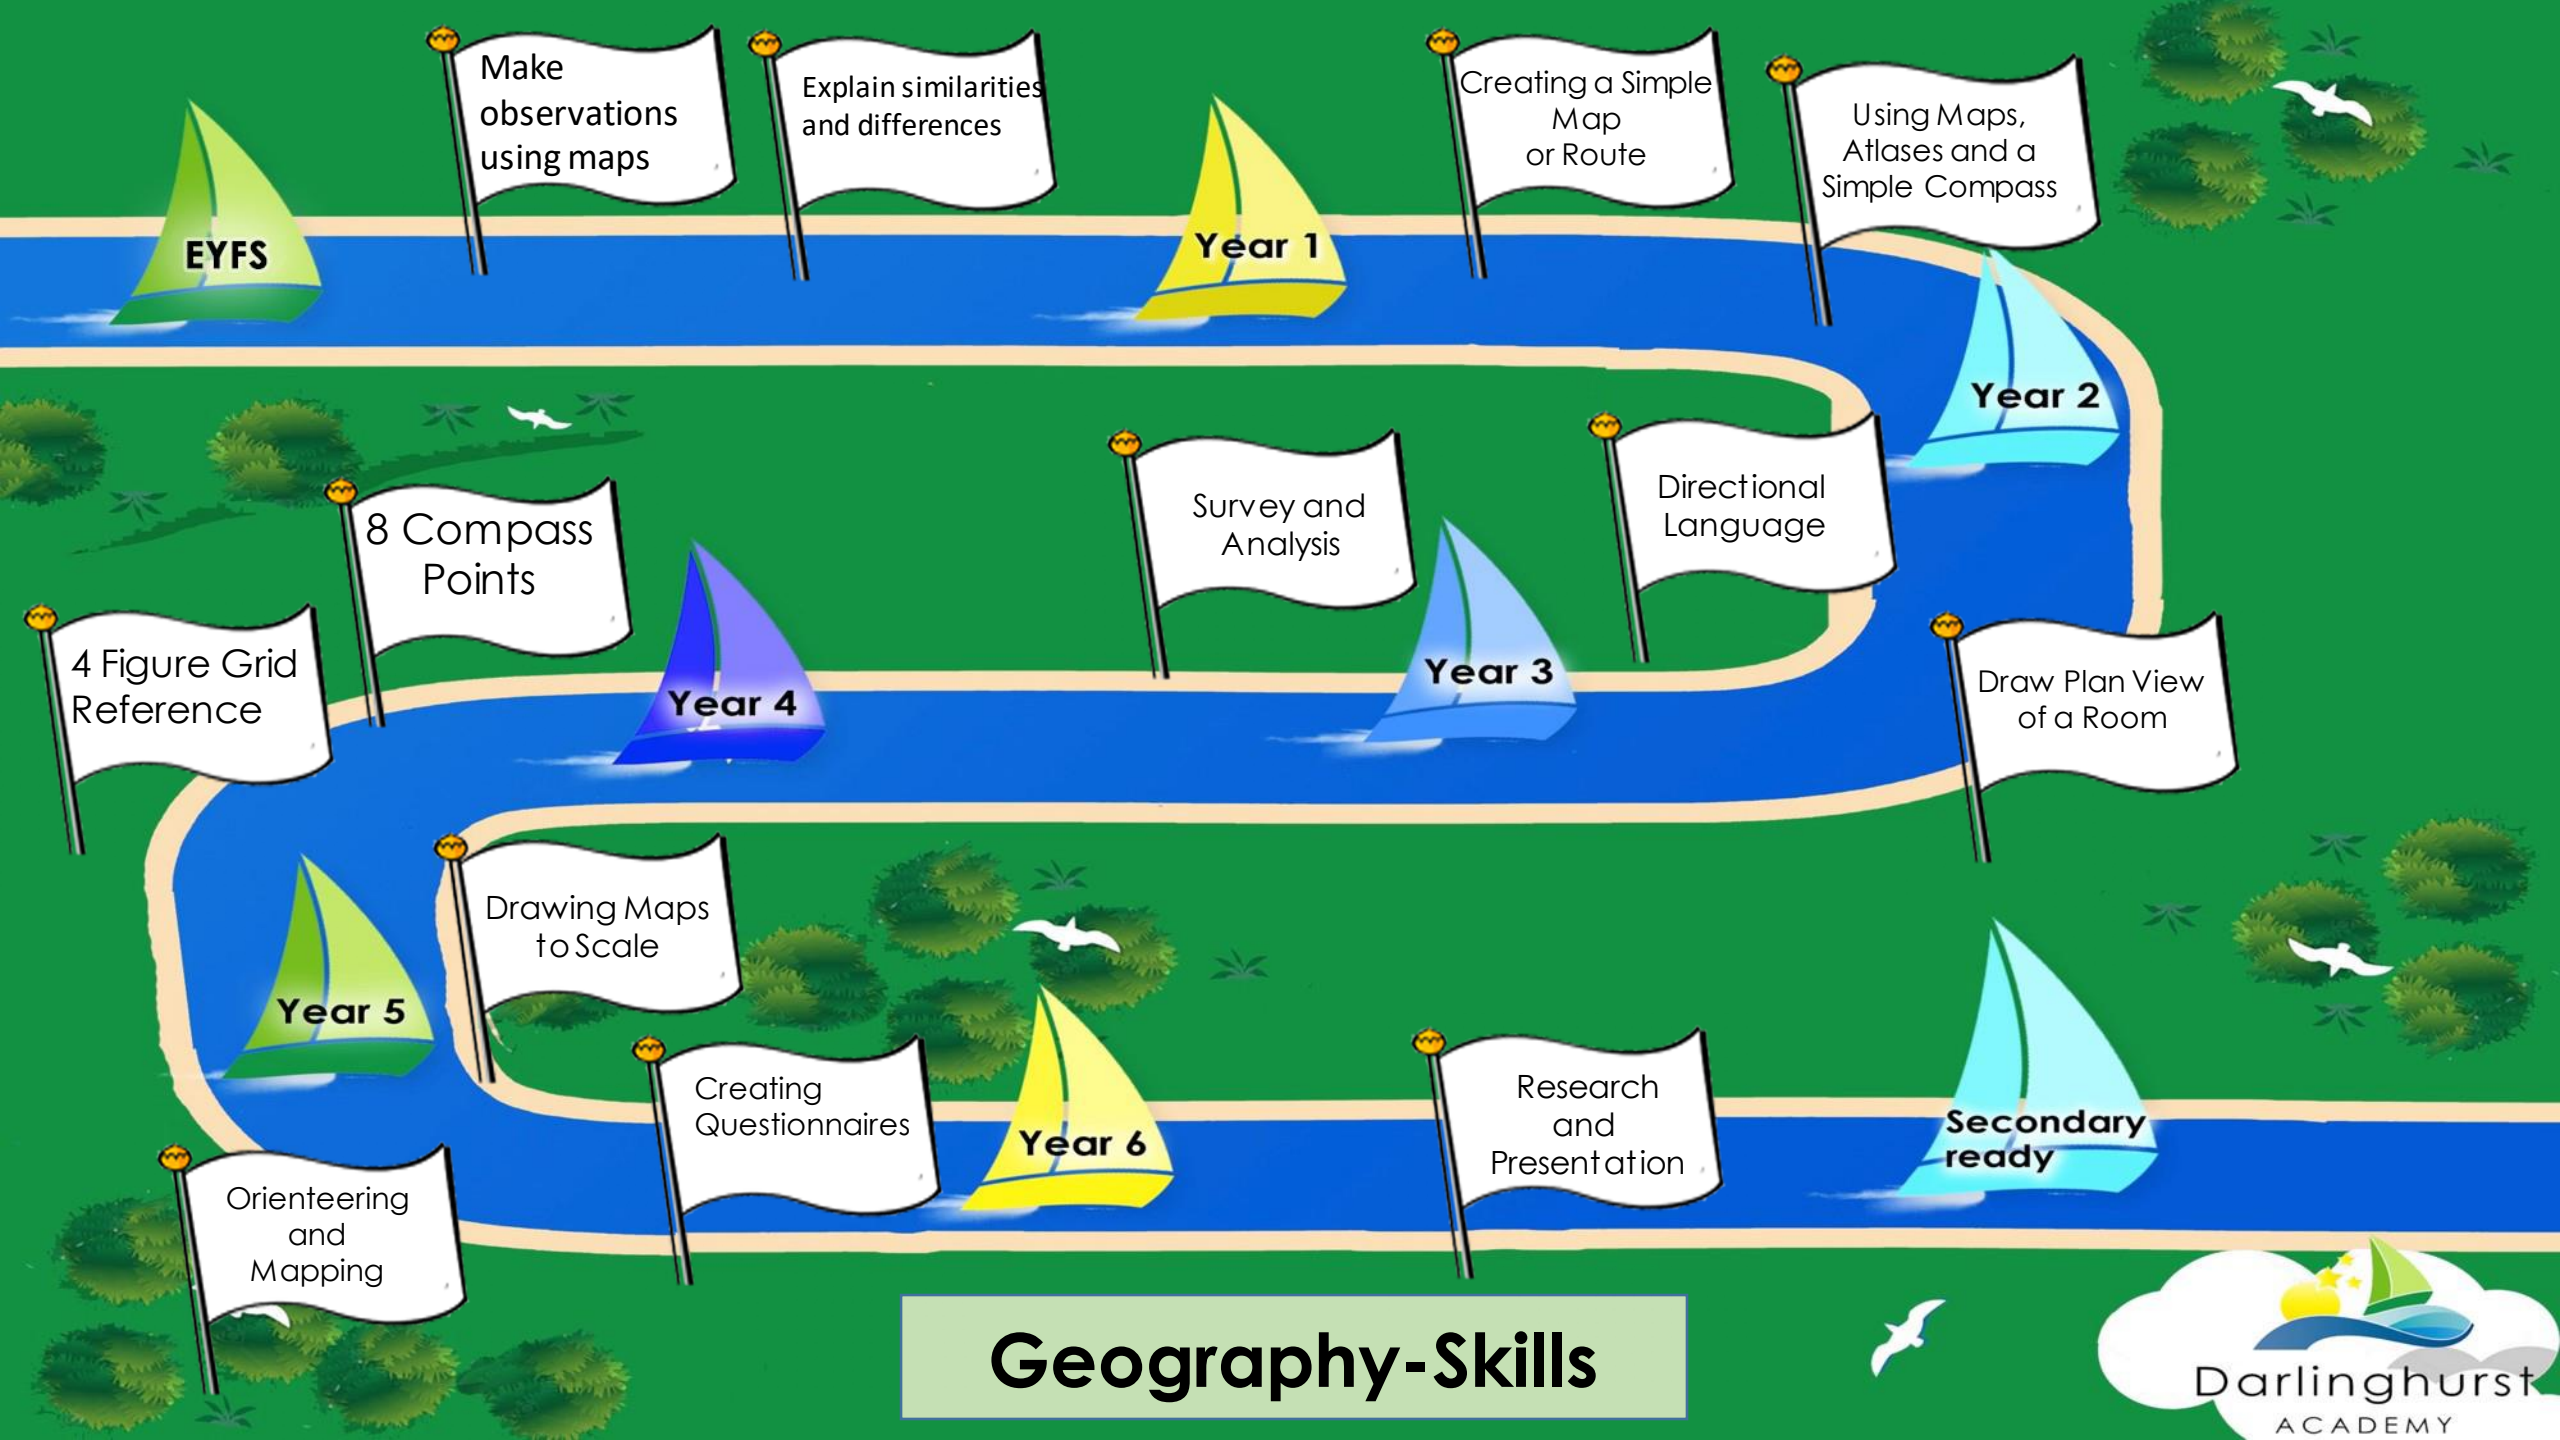 EYFS
Make
observations
using maps
Explain similarities
and differences
Year 1
Creating a Simple
Map
or Route
Using Maps,
Atlases and a
Simple Compass
Year 2
Directional
Language
Draw Plan View
of a Room
Year 3
Survey and
Analysis
Year 4
8 Compass
Points
4 Figure Grid
Reference
Year 5
Drawing Maps
to Scale
Orienteering
and
Mapping
Creating
Questionnaires
Year 6
Research
and
Presentation
Secondary
ready
Geography-Skills
Darlinghurst
ACADEMY